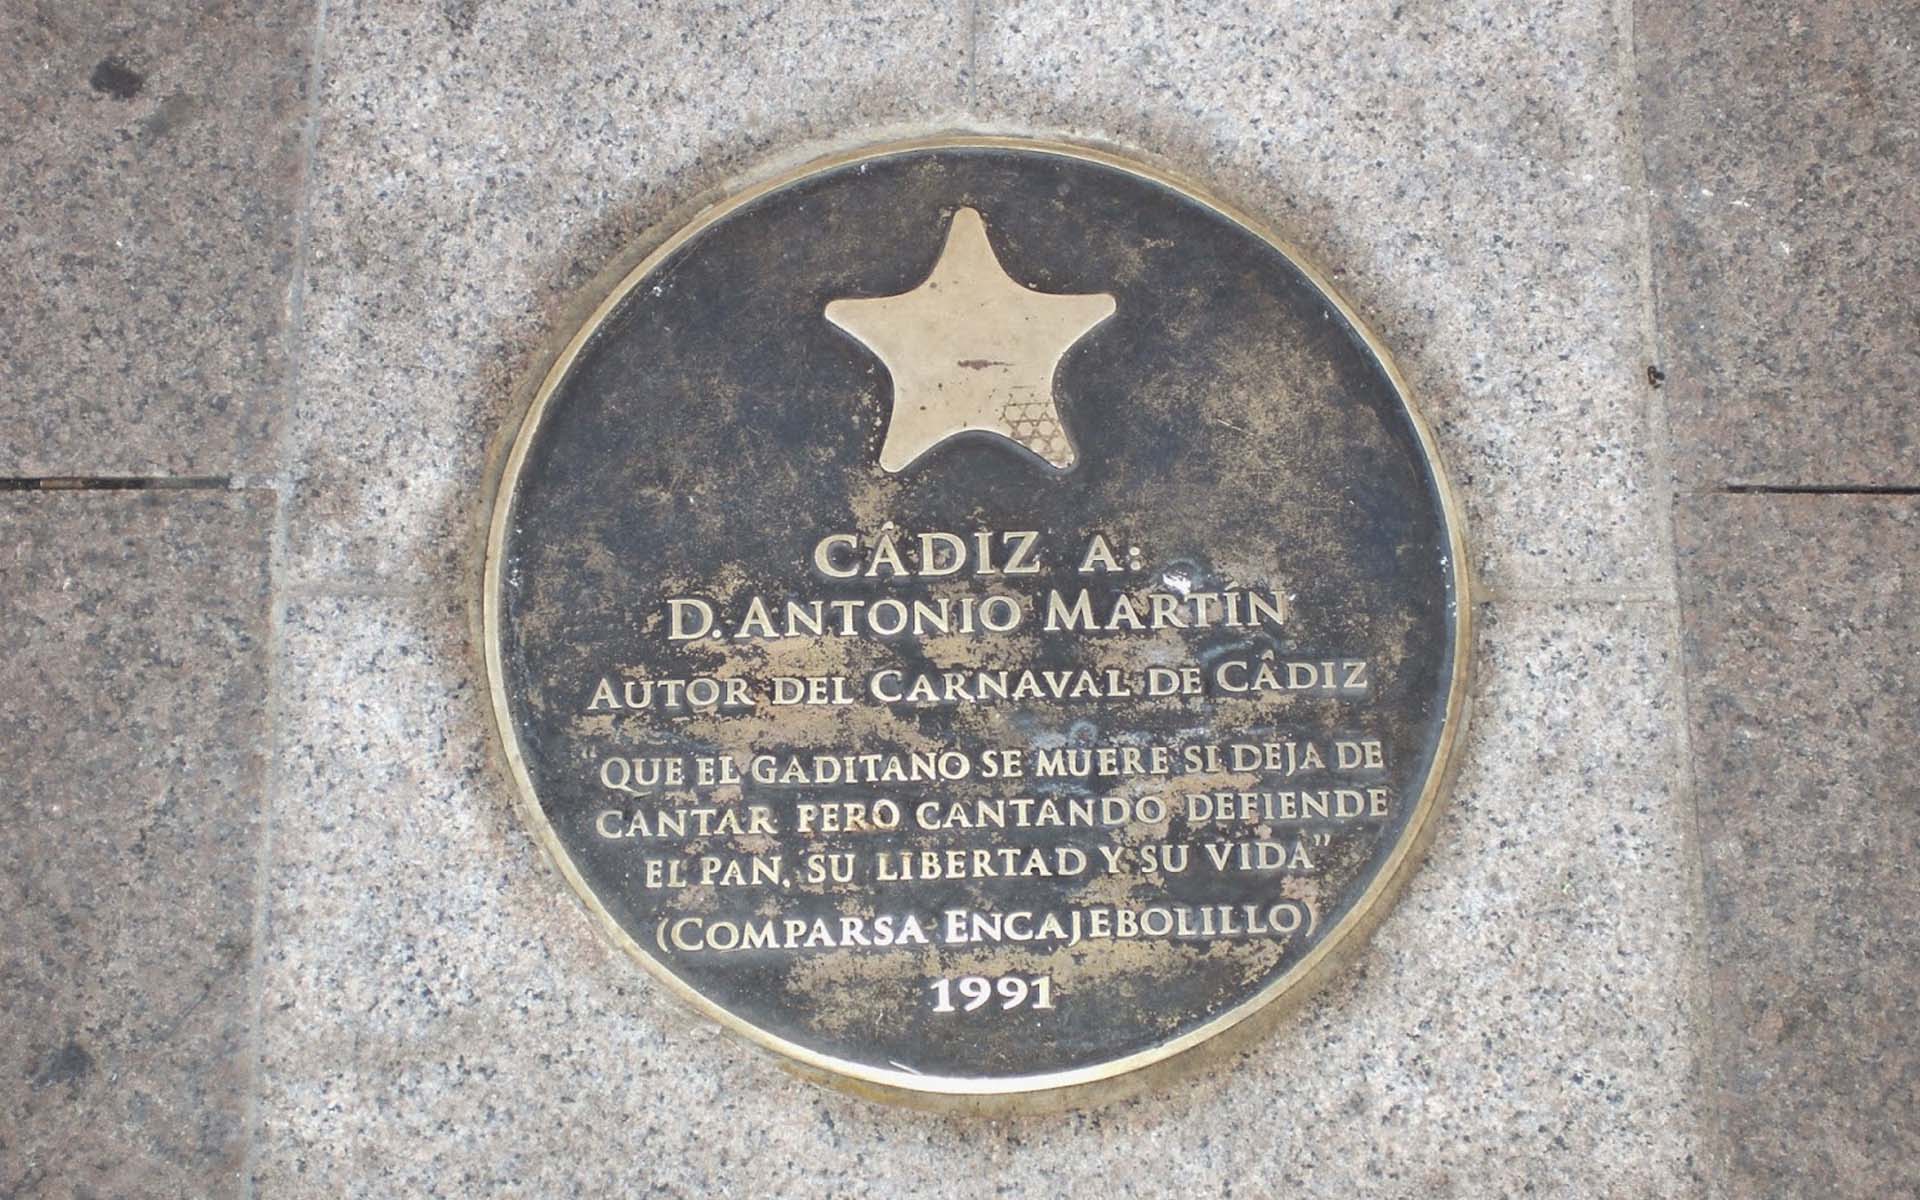 CÁDIZ A:
D. ANTONIO MARTÍN
AUTOR DEL CARNAVAL DE CÁDIZ
“QUE EL GADITANO SE MUERE SI DEJA DE
CANTAR PERO CANTANDO DEFIENDE
EL PAN, SU LIBERTAD Y SU VIDA”
(COMPARSA ENCAJEBOLILLO)
1991